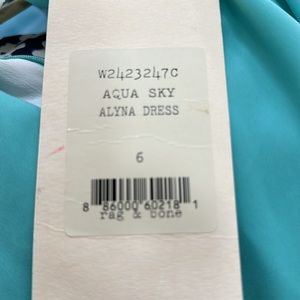 W2423247C
AQUA SKY
ALYNA DRESS
6
8 86000 60218 1
rag & bone